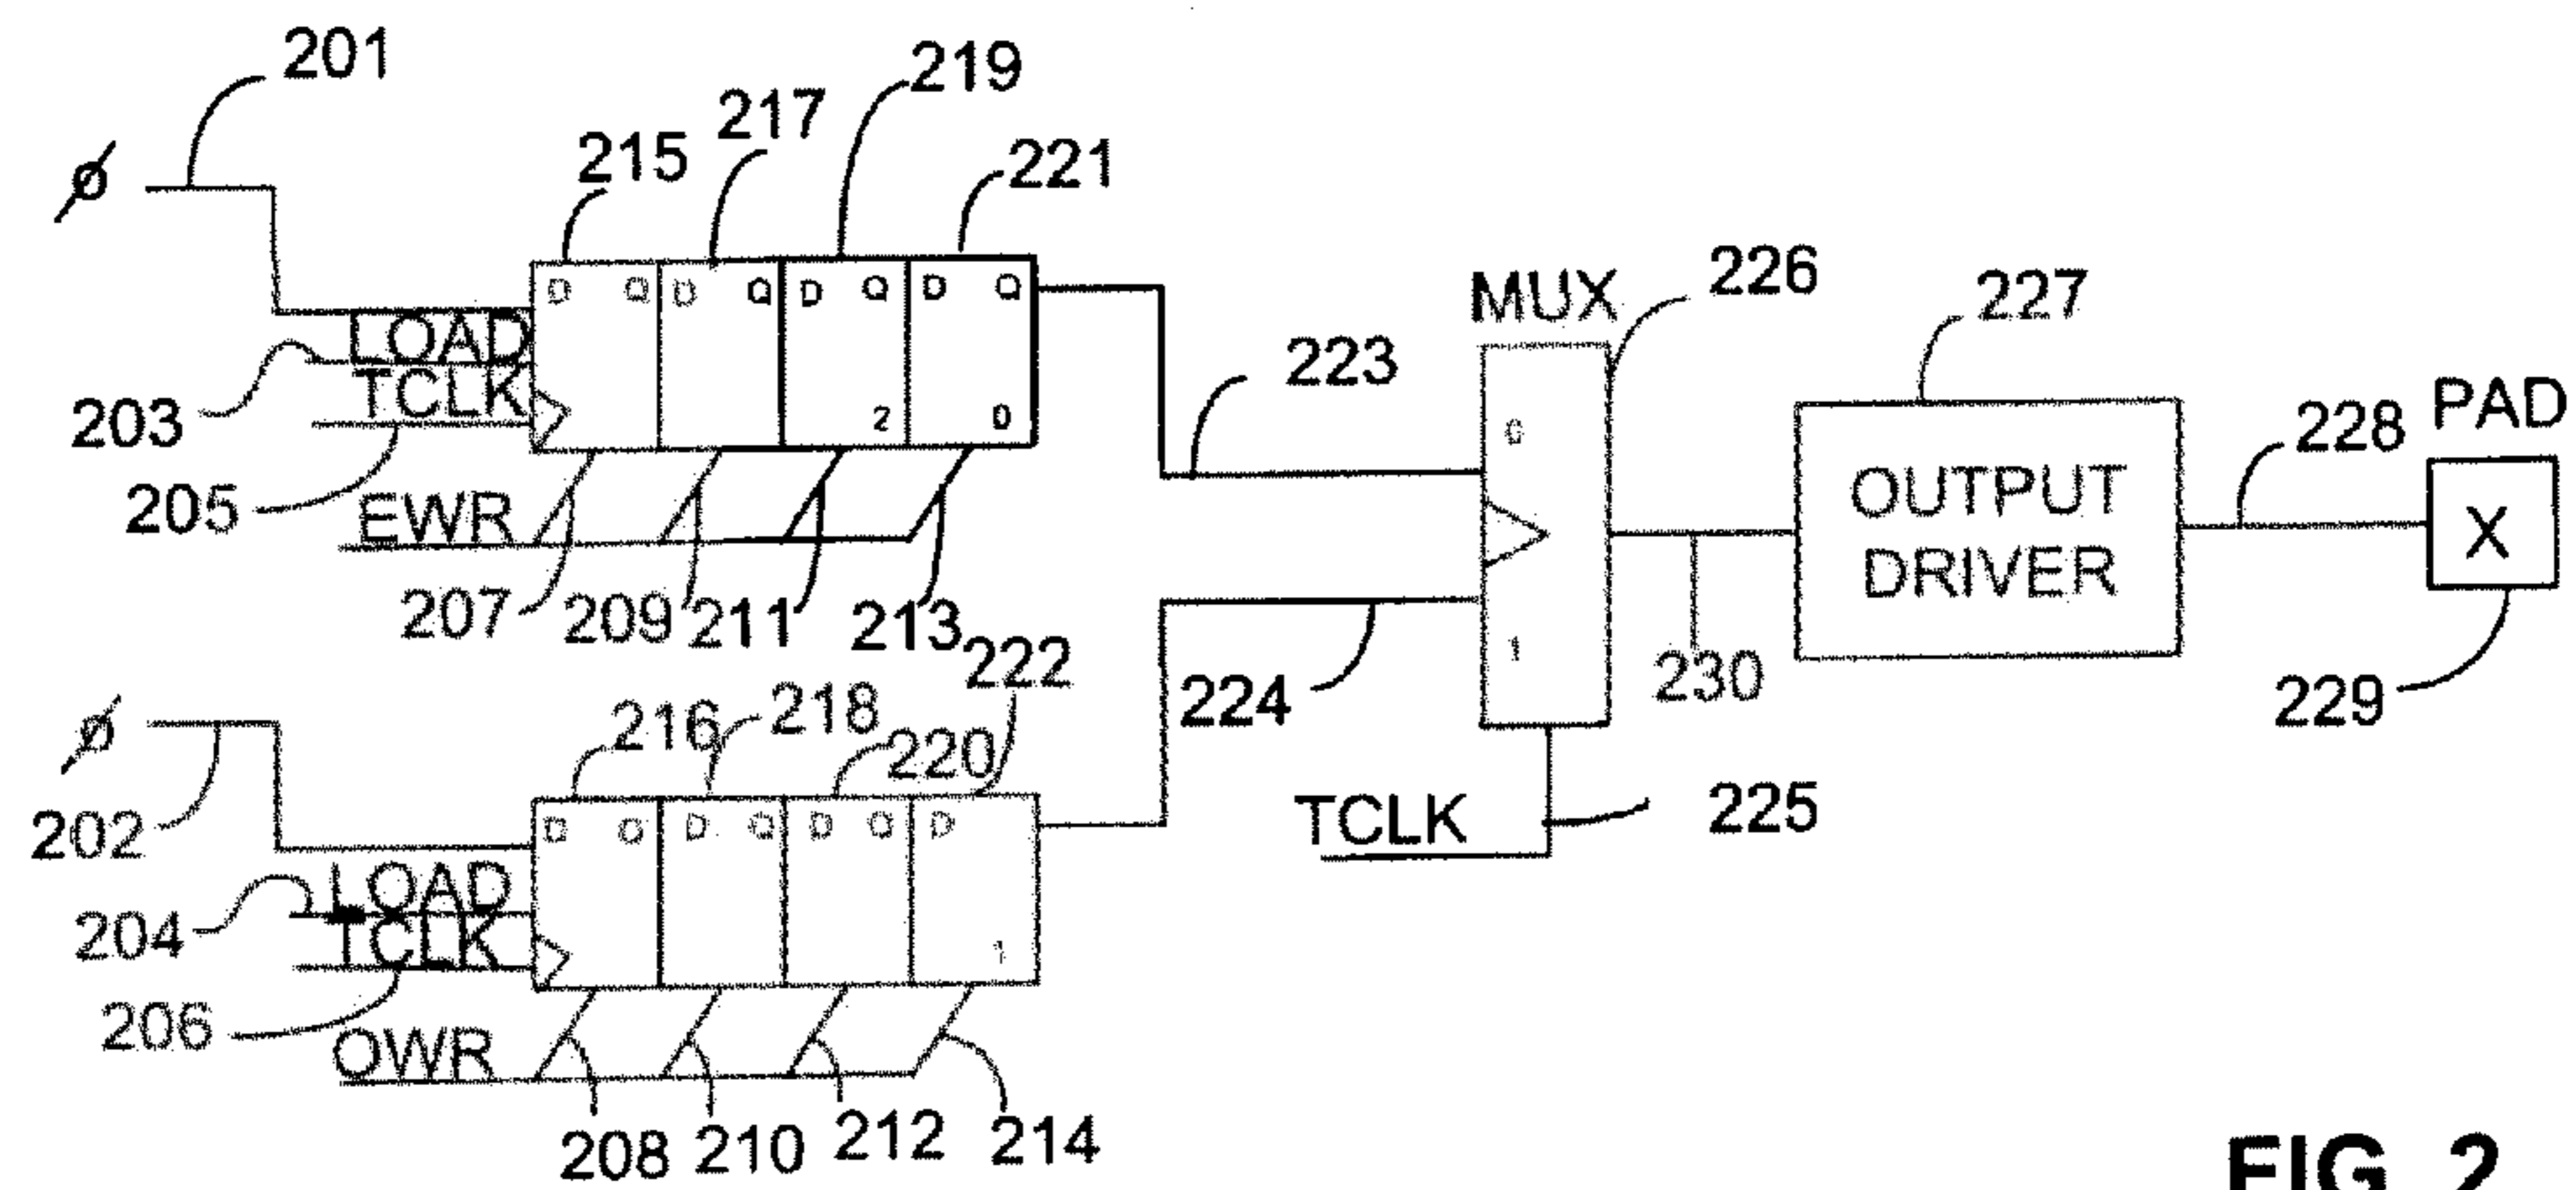 201
219
217
215
221
ø
D Q D Q D Q D Q
LOAD
TCLK
2 0
203
205
EWR
207 209 211 213
223
MUX
226
0
1
227
OUTPUT
DRIVER
228
PAD
X
229
230
224
TCLK
225
222
216 218 220
ø
202
D Q D Q D Q D
LOAD
TCLK
1
204
206
OWR
208 210 212 214
FIG. 2